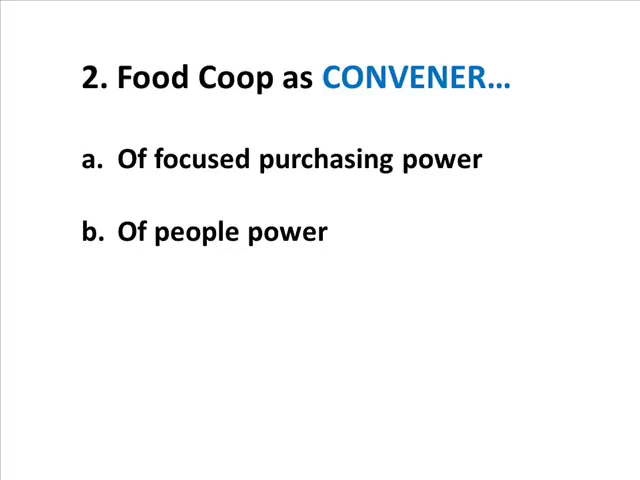 2. Food Coop as CONVENER…
a. Of focused purchasing power
b. Of people power